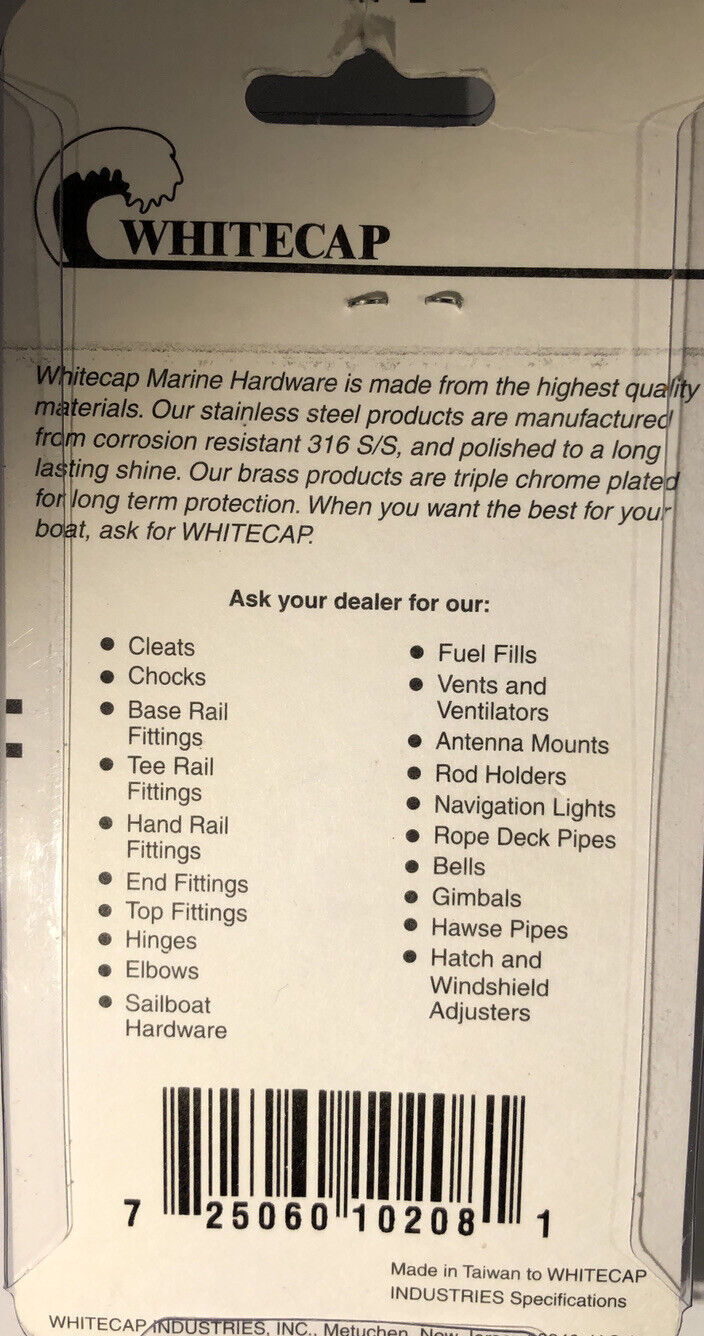 WHITECAP
Whitecap Marine Hardware is made from the highest quality
materials. Our stainless steel products are manufactured
from corrosion resistant 316 S/S, and polished to a long
lasting shine. Our brass products are triple chrome plated
for long term protection. When you want the best for your
boat, ask for WHITECAP.
Ask your dealer for our:
• Cleats
• Chocks
• Base Rail
Fittings
• Tee Rail
Fittings
• Hand Rail
Fittings
• End Fittings
• Top Fittings
• Hinges
• Elbows
• Sailboat
Hardware
• Fuel Fills
• Vents and
Ventilators
• Antenna Mounts
• Rod Holders
• Navigation Lights
• Rope Deck Pipes
• Bells
• Gimbals
• Hawse Pipes
• Hatch and
Windshield
Adjusters
7 25060 10208 1
Made in Taiwan to WHITECAP
INDUSTRIES Specifications
WHITECAP INDUSTRIES, INC., Metuchen, New